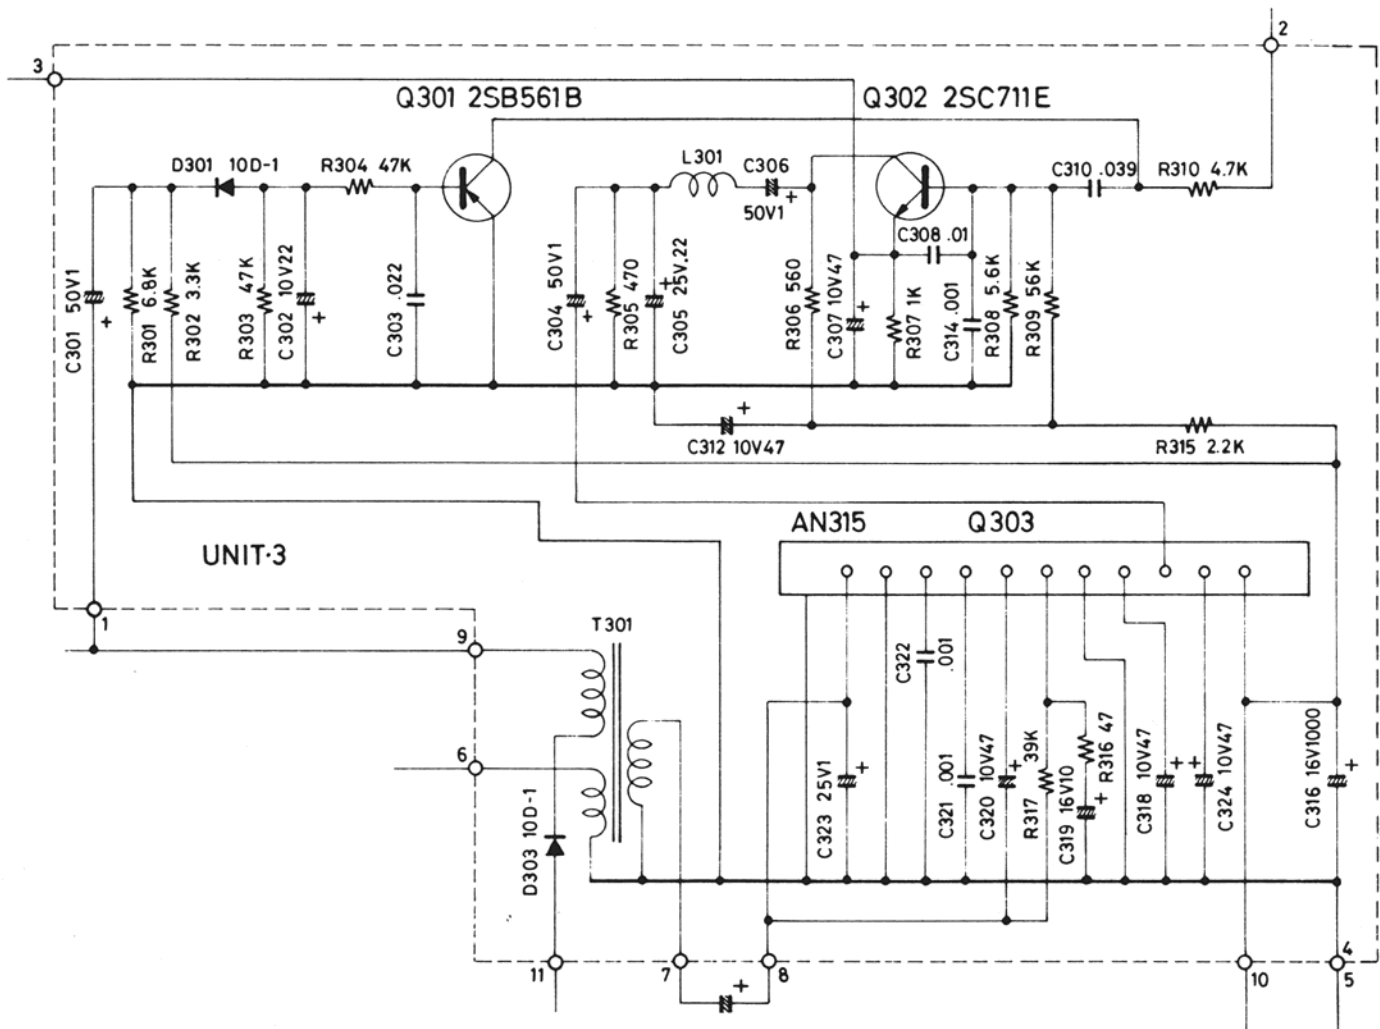 2
3
Q301 2SB561B
Q302 2SC711E
D301 10D-1
R304 47K
L301
C306
50V1
C310 .039
R310 4.7K
C308 .01
C301 50V1
R301 6.8K
R302 3.3K
R303 47K
C302 10V22
C303 .022
C304 50V1
R305 470
C305 25V.22
R306 560
C307 10V47
R307 1K
C314 .001
R308 5.6K
R309 56K
+
+
+
+
+
+
+
C312 10V47
R315 2.2K
AN315
Q303
UNIT·3
1
9
T301
6
C322 .001
C323 25V1
C321 .001
C320 10V47
R317 39K
C319 16V10
R316 47
C318 10V47
C324 10V47
C316 16V1000
+
+
+
+
+
+
D303 10D-1
11
7
8
10
4
5
+